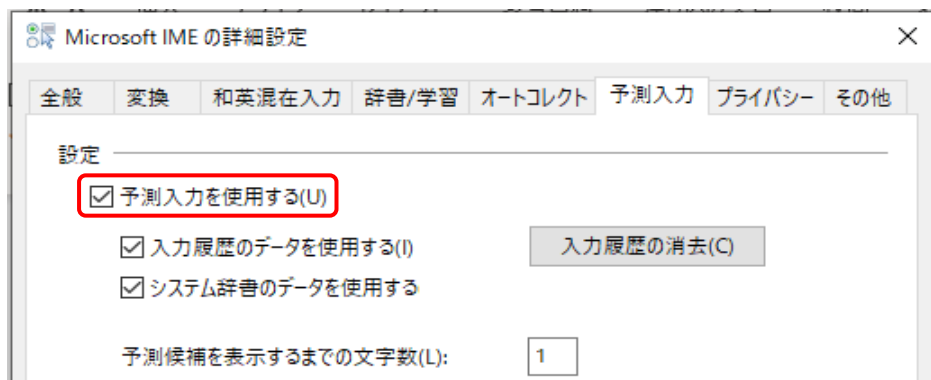 Microsoft IME の詳細設定
全般 変換 和英混在入力 辞書/学習 オートコレクト 予測入力 プライバシー その他
設定
予測入力を使用する(U)
入力履歴のデータを使用する(I) 入力履歴の消去(C)
システム辞書のデータを使用する
予測候補を表示するまでの文字数(L): 1